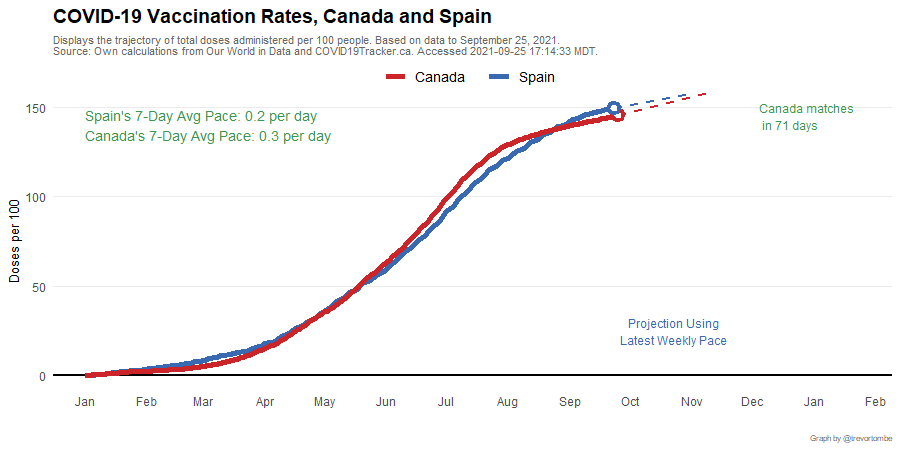 COVID-19 Vaccination Rates, Canada and Spain
Displays the trajectory of total doses administered per 100 people. Based on data to September 25, 2021.
Source: Own calculations from Our World in Data and COVID19Tracker.ca. Accessed 2021-09-25 17:14:33 MDT.
Canada Spain
Spain's 7-Day Avg Pace: 0.2 per day
Canada's 7-Day Avg Pace: 0.3 per day
Canada matches
in 71 days
Doses per 100
150
100
50
0
Projection Using
Latest Weekly Pace
Jan Feb Mar Apr May Jun Jul Aug Sep Oct Nov Dec Jan Feb
Graph by @trevortombe